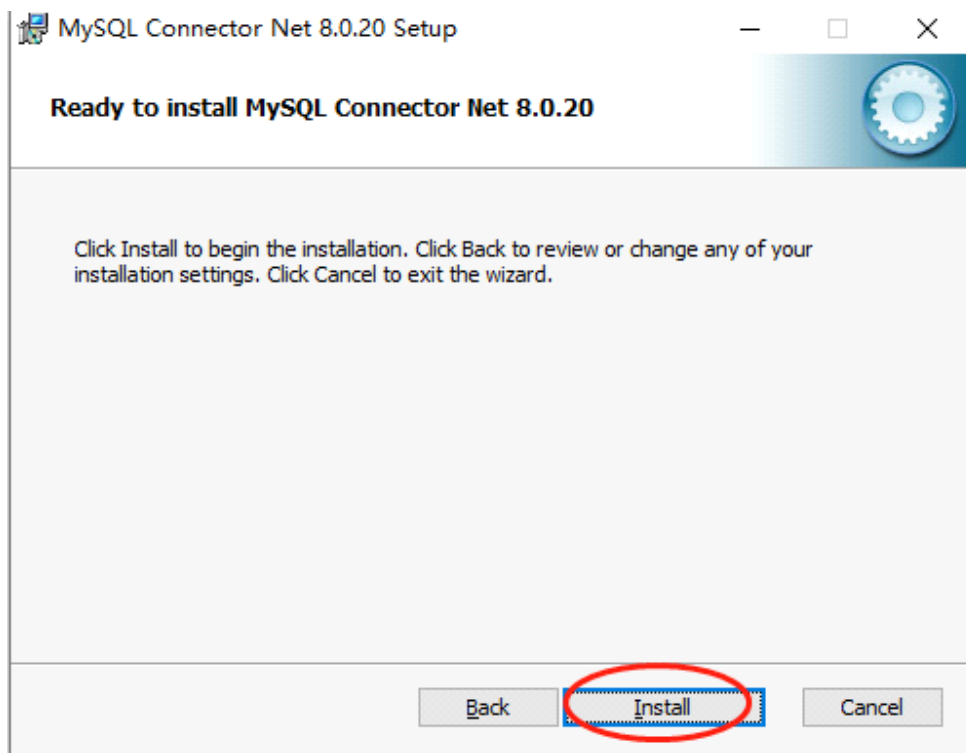 MySQL Connector Net 8.0.20 Setup
Ready to install MySQL Connector Net 8.0.20
Click Install to begin the installation. Click Back to review or change any of your
installation settings. Click Cancel to exit the wizard.
Back Install Cancel